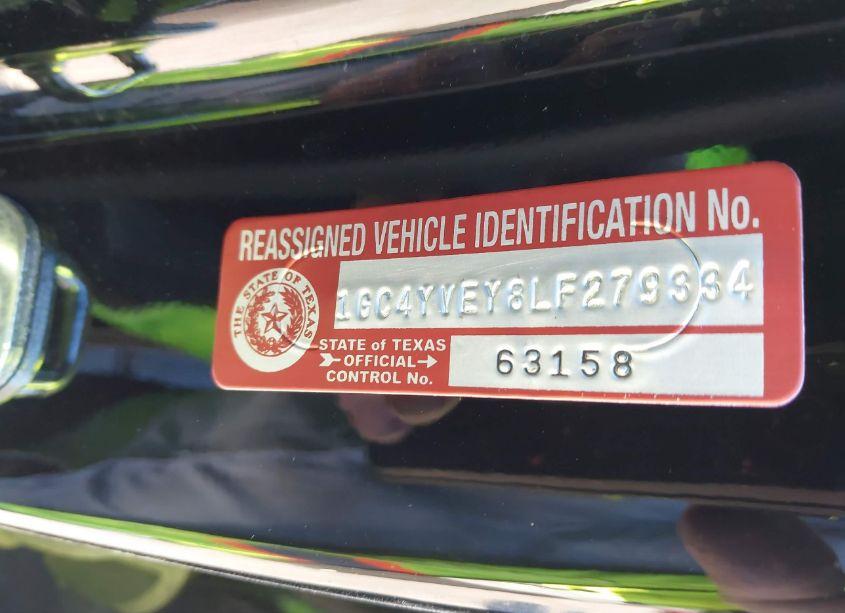 REASSIGNED VEHICLE IDENTIFICATION No.
1GC4YVEY8LF279334
THE STATE OF TEXAS
STATE of TEXAS
OFFICIAL
CONTROL No.
63158